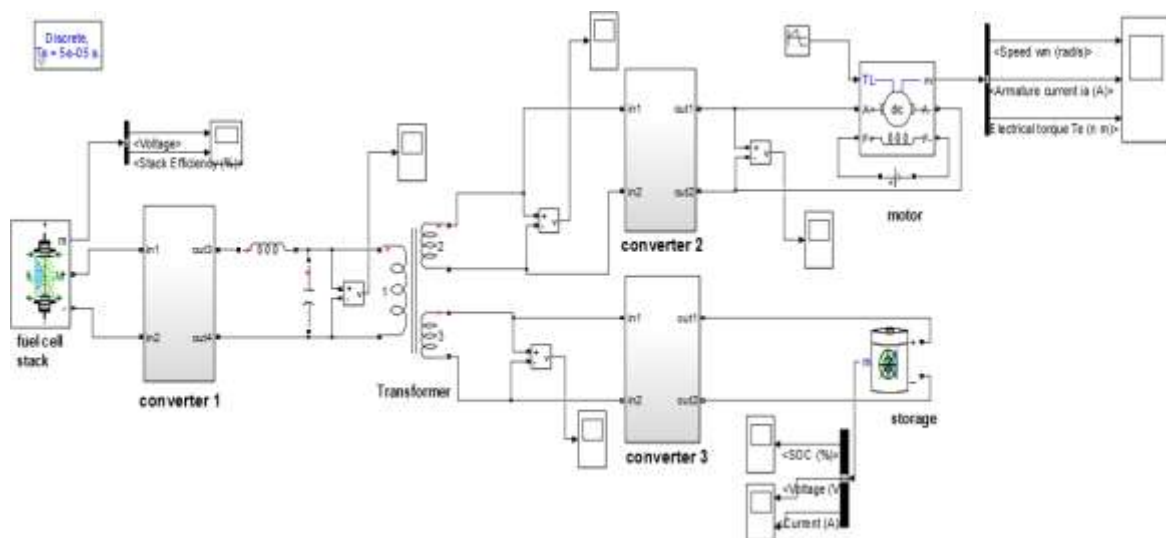 Discrete,
Ts = 5e-05 s.
<Voltage>
<Stack Efficiency (%)>
m
+
-
fuel cell
stack
in1
in2
out3
out4
converter 1
+
-
v
1
2
3
Transformer
+
-
v
in1
in2
out1
out2
converter 2
+
-
v
TL
m
A+
dc
A-
F+
F-
motor
<Speed wm (rad/s)>
<Armature current ia (A)>
Electrical torque Te (n m)>
+
-
v
in1
in2
out1
out2
converter 3
m
+
-
storage
<SOC (%)>
<Voltage (V
<Current (A)